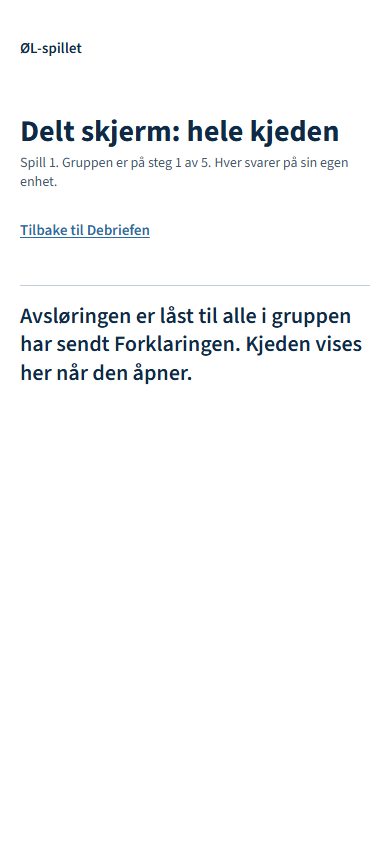 ØL-spillet
Delt skjerm: hele kjeden
Spill 1. Gruppen er på steg 1 av 5. Hver svarer på sin egen
enhet.
Tilbake til Debriefen
Avsløringen er låst til alle i gruppen
har sendt Forklaringen. Kjeden vises
her når den åpner.